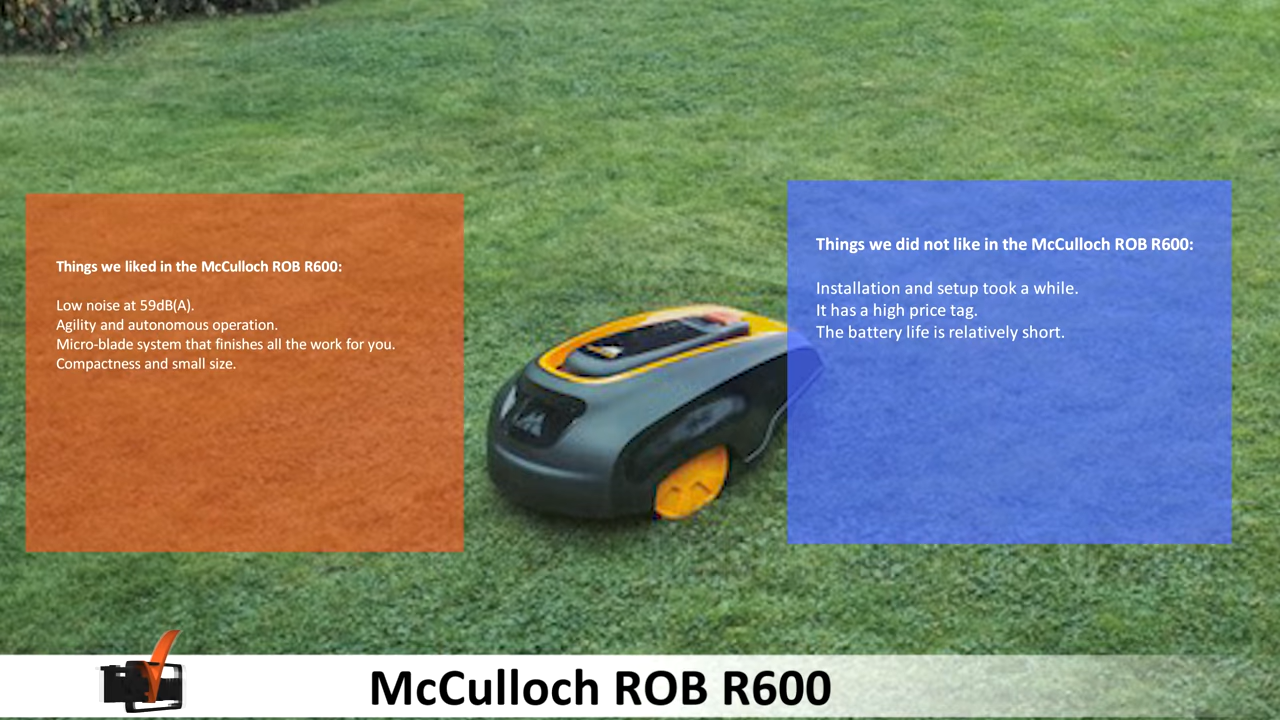 Things we liked in the McCulloch ROB R600:
Low noise at 59dB(A).
Agility and autonomous operation.
Micro-blade system that finishes all the work for you.
Compactness and small size.
Things we did not like in the McCulloch ROB R600:
Installation and setup took a while.
It has a high price tag.
The battery life is relatively short.
McCulloch ROB R600